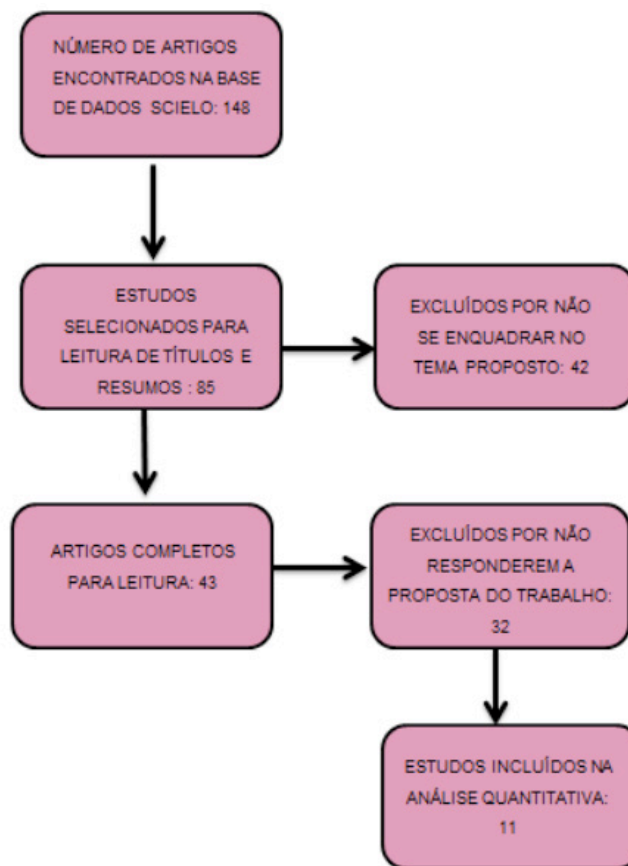 NÚMERO DE ARTIGOS
ENCONTRADOS NA BASE
DE DADOS SCIELO: 148
ESTUDOS
SELECIONADOS PARA
LEITURA DE TÍTULOS E
RESUMOS : 85
EXCLUÍDOS POR NÃO
SE ENQUADRAR NO
TEMA PROPOSTO: 42
ARTIGOS COMPLETOS
PARA LEITURA: 43
EXCLUÍDOS POR NÃO
RESPONDEREM A
PROPOSTA DO TRABALHO:
32
ESTUDOS INCLUÍDOS NA
ANÁLISE QUANTITATIVA:
11